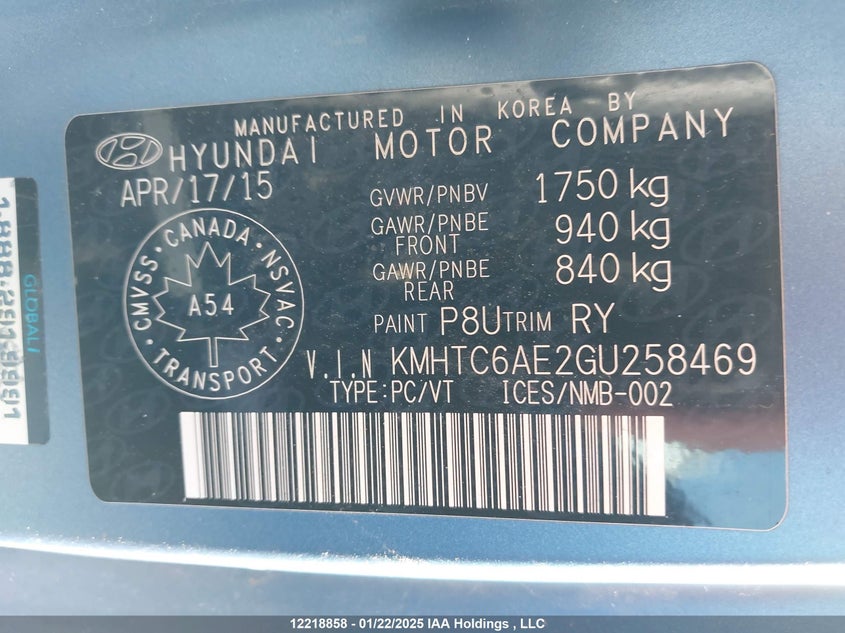 MANUFACTURED IN KOREA BY
HYUNDAI MOTOR COMPANY
APR/17/15
GVWR/PNBV 1750 kg
GAWR/PNBE FRONT 940 kg
GAWR/PNBE REAR 840 kg
CANADA
CMVSS
NSVAC
A54
TRANSPORT
PAINT P8U TRIM RY
V.I.N KMHTC6AE2GU258469
TYPE:PC/VT ICES/NMB-002
GLOBAL
12218858 - 01/22/2025 IAA Holdings , LLC